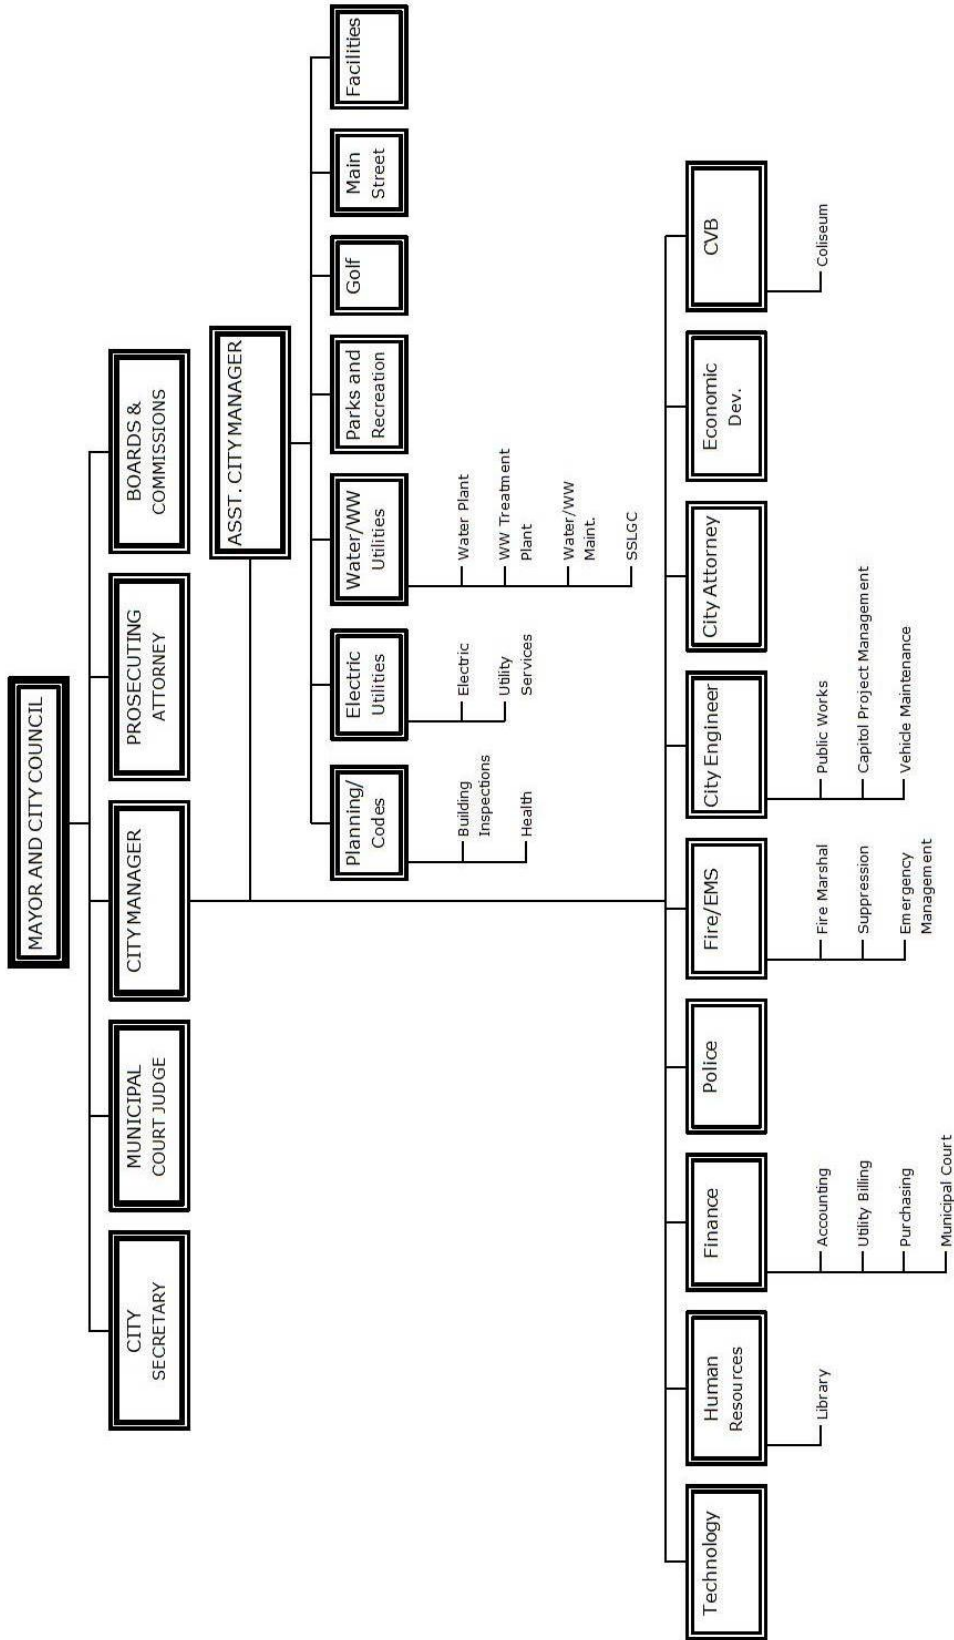 MAYOR AND CITY COUNCIL
CITY
SECRETARY
MUNICIPAL
COURT JUDGE
CITY MANAGER
PROSECUTING
ATTORNEY
BOARDS &
COMMISSIONS
ASST. CITY MANAGER
Planning/
Codes
Building
Inspections
Health
Electric
Utilities
Electric
Utility
Services
Water/WW
Utilities
Water Plant
WW Treatment
Plant
Water/WW
Maint.
SSLGC
Parks and
Recreation
Golf
Main
Street
Facilities
Technology
Human
Resources
Library
Finance
Accounting
Utility Billing
Purchasing
Municipal Court
Police
Fire/EMS
Fire Marshal
Suppression
Emergency
Management
City Engineer
Public Works
Capitol Project Management
Vehicle Maintenance
City Attorney
Economic
Dev.
CVB
Coliseum